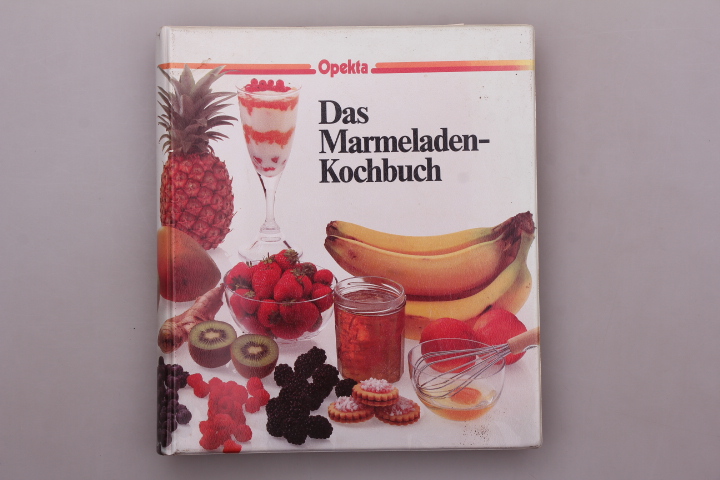 Opekta
Das
Marmeladen-
Kochbuch